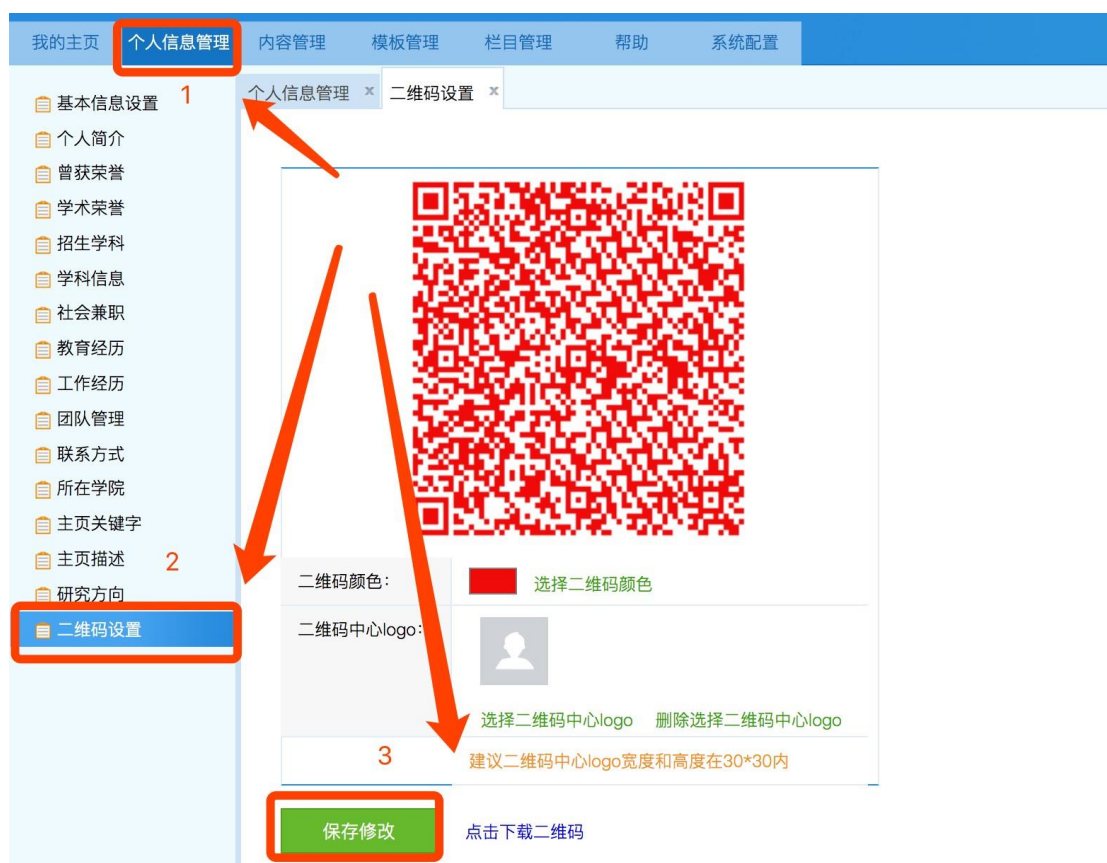 我的主页 个人信息管理 内容管理 模板管理 栏目管理 帮助 系统配置
1
个人信息管理 x 二维码设置 x
基本信息设置
个人简介
曾获荣誉
学术荣誉
招生学科
学科信息
社会兼职
教育经历
工作经历
团队管理
联系方式
所在学院
主页关键字
主页描述
2
研究方向
二维码设置
二维码颜色:
选择二维码颜色
二维码中心logo:
选择二维码中心logo 删除选择二维码中心logo
3
建议二维码中心logo宽度和高度在30*30内
保存修改 点击下载二维码